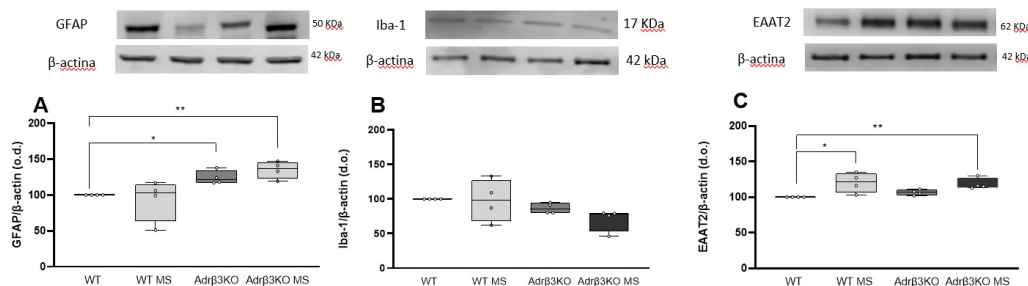 GFAP
50 KDa
β-actina
42 kDa
Iba-1
17 KDa
β-actina
42 kDa
EAAT2
62 KDa
β-actina
42 kDa
A
GFAP/β-actin (o.d.)
200
150
100
50
0
*
**
WT
WT MS
Adrβ3KO
Adrβ3KO MS
B
Iba-1/β-actin (d.o.)
200
150
100
50
0
WT
WT MS
Adrβ3KO
Adrβ3KO MS
C
EAAT2/β-actin (d.o.)
200
150
100
50
0
*
**
WT
WT MS
Adrβ3KO
Adrβ3KO MS